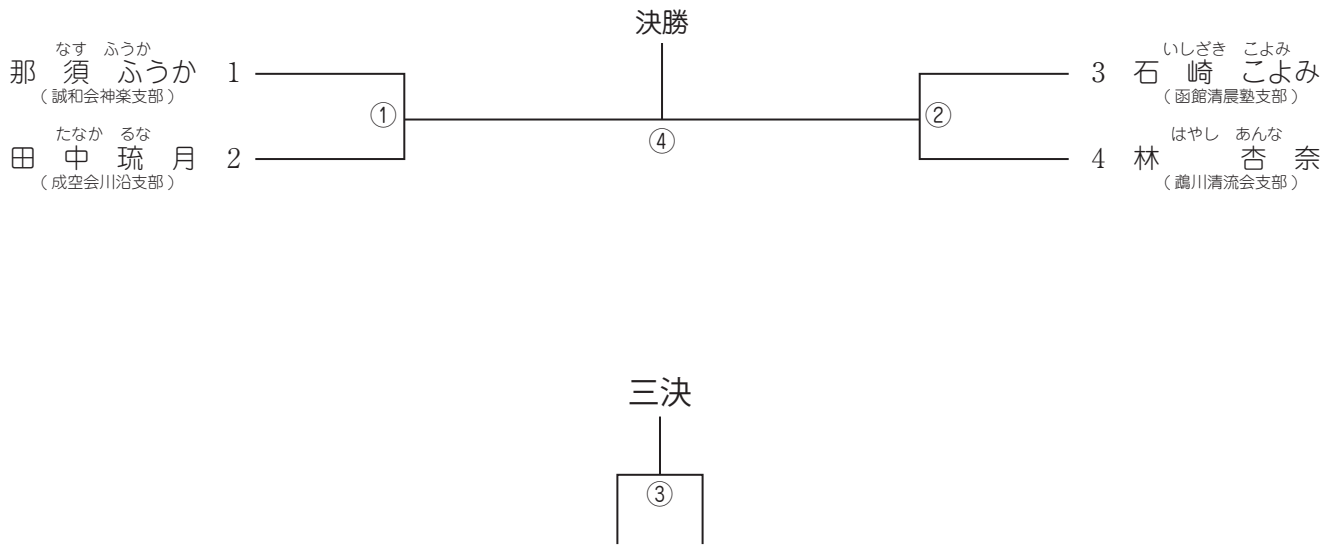 決勝
なす ふうか
那 須 ふうか 1
（誠和会神楽支部）
①
たなか るな
田 中 琉 月 2
（成空会川沿支部）
④
いしざき こよみ
3 石 崎 こよみ
（函館清晨塾支部）
②
はやし あんな
4 林 杏 奈
（鵡川清流会支部）
三決
③